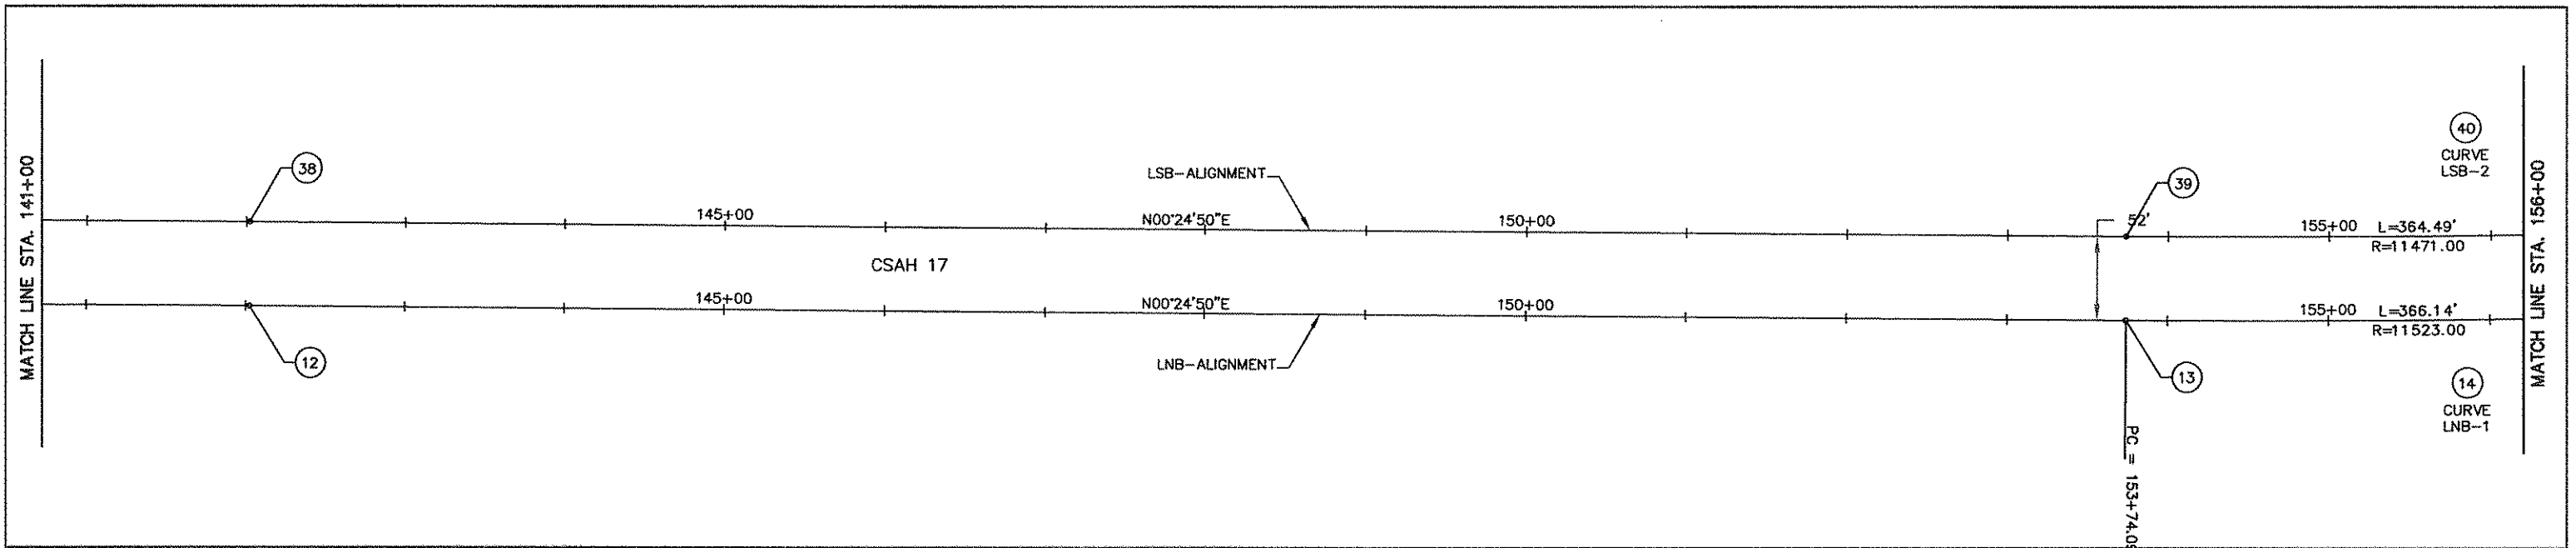 MATCH LINE STA. 141+00
38
LSB-ALIGNMENT
39
40
CURVE
LSB-2
MATCH LINE STA. 156+00
145+00
N00°24'50"E
150+00
52'
155+00
L=364.49'
R=11471.00
CSAH 17
145+00
N00°24'50"E
150+00
155+00
L=366.14'
R=11523.00
12
LNB-ALIGNMENT
13
14
CURVE
LNB-1
PC = 153+74.09